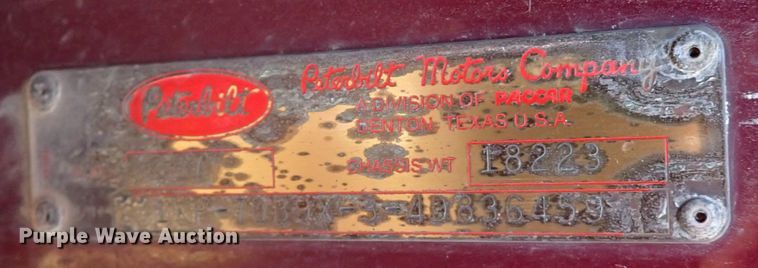 Peterbilt
Peterbilt Motors Company
A DIVISION OF PACCAR
DENTON, TEXAS U.S.A.
CHASSIS WT 18223
Purple Wave Auction